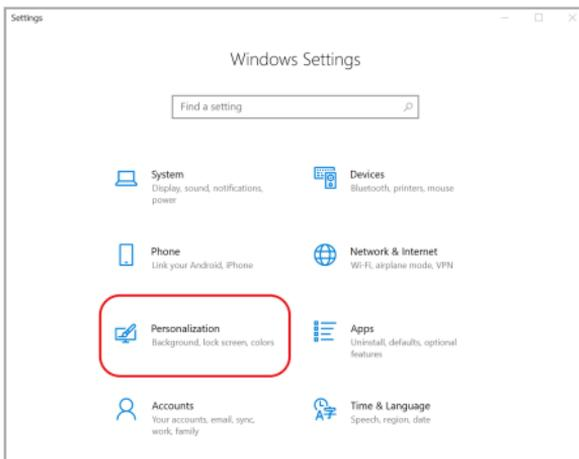 Settings
Windows Settings
Find a setting
System
Display, sound, notifications,
power
Devices
Bluetooth, printers, mouse
Phone
Link your Android, iPhone
Network & Internet
Wi-Fi, airplane mode, VPN
Personalization
Background, lock screen, colors
Apps
Uninstall, defaults, optional
features
Accounts
Your accounts, email, sync,
work, family
Time & Language
Speech, region, date